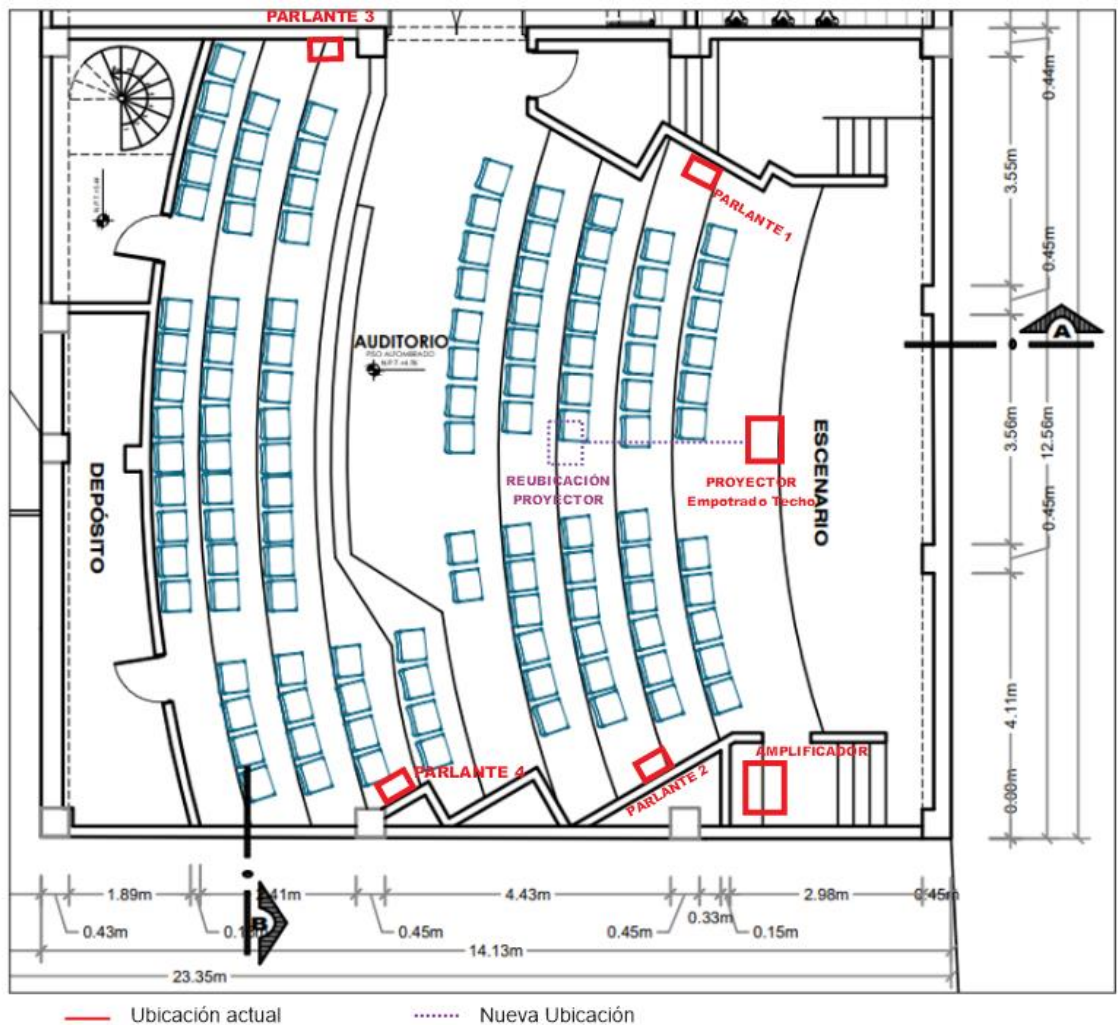 PARLANTE 3
0.44m
N.P.T.
3.55m
PARLANTE 1
0.45m
A
AUDITORIO
PISO ALFOMBRADO
N.P.T.
3.56m
12.56m
DEPÓSITO
REUBICACIÓN
PROYECTOR
PROYECTOR
Empotrado Techo
ESCENARIO
0.45m
4.11m
PARLANTE 4
PARLANTE 2
AMPLIFICADOR
0.00m
1.89m
4.43m
2.98m
0.45m
0.43m
B
0.45m
0.45m
0.33m
0.15m
14.13m
23.35m
Ubicación actual
Nueva Ubicación